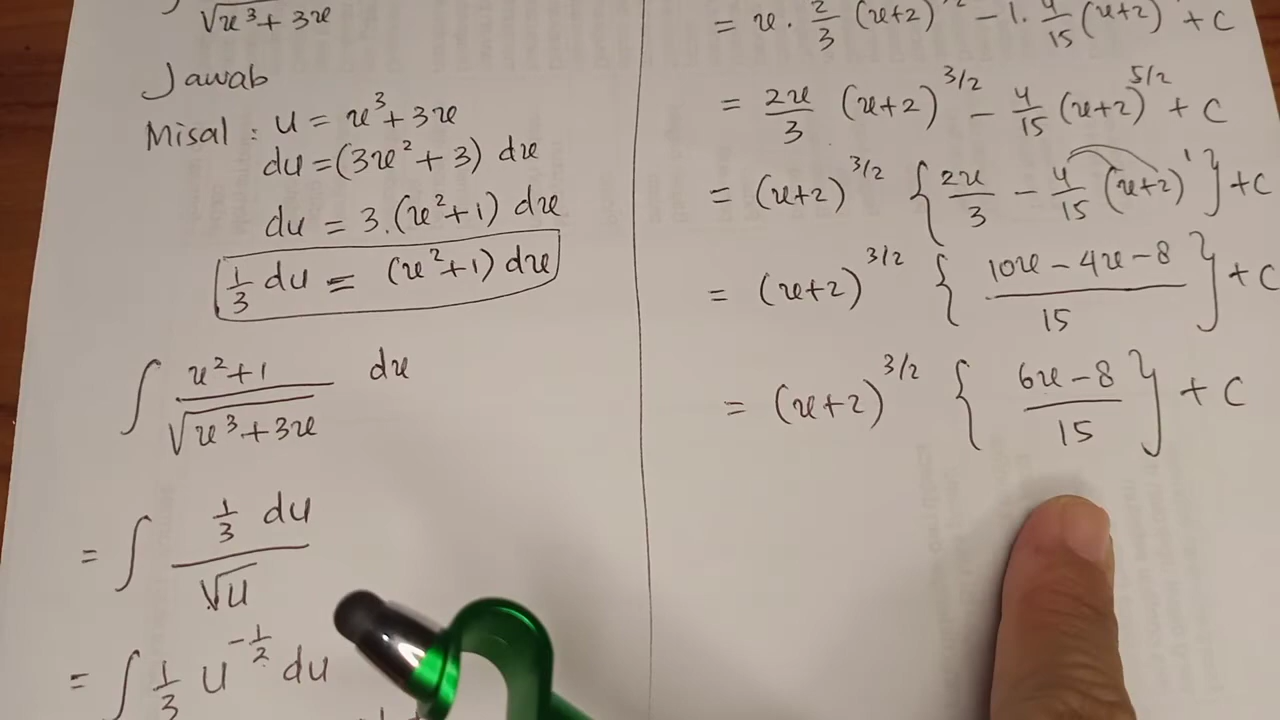 √x³+3x
Jawab
Misal : u = x³+3x
du = (3x²+3) dx
du = 3.(x²+1) dx
1/3 du = (x²+1) dx
∫ x²+1/√x³+3x dx
= ∫ 1/3 du/√u
= ∫ 1/3 u^-1/2 du
= x . 2/3 (x+2) - 1. 4/15 (x+2) + C
= 2x/3 (x+2)^3/2 - 4/15 (x+2)^5/2 + C
= (x+2)^3/2 { 2x/3 - 4/15 (x+2)^1 } + C
= (x+2)^3/2 { 10x-4x-8/15 } + C
= (x+2)^3/2 { 6x-8/15 } + C